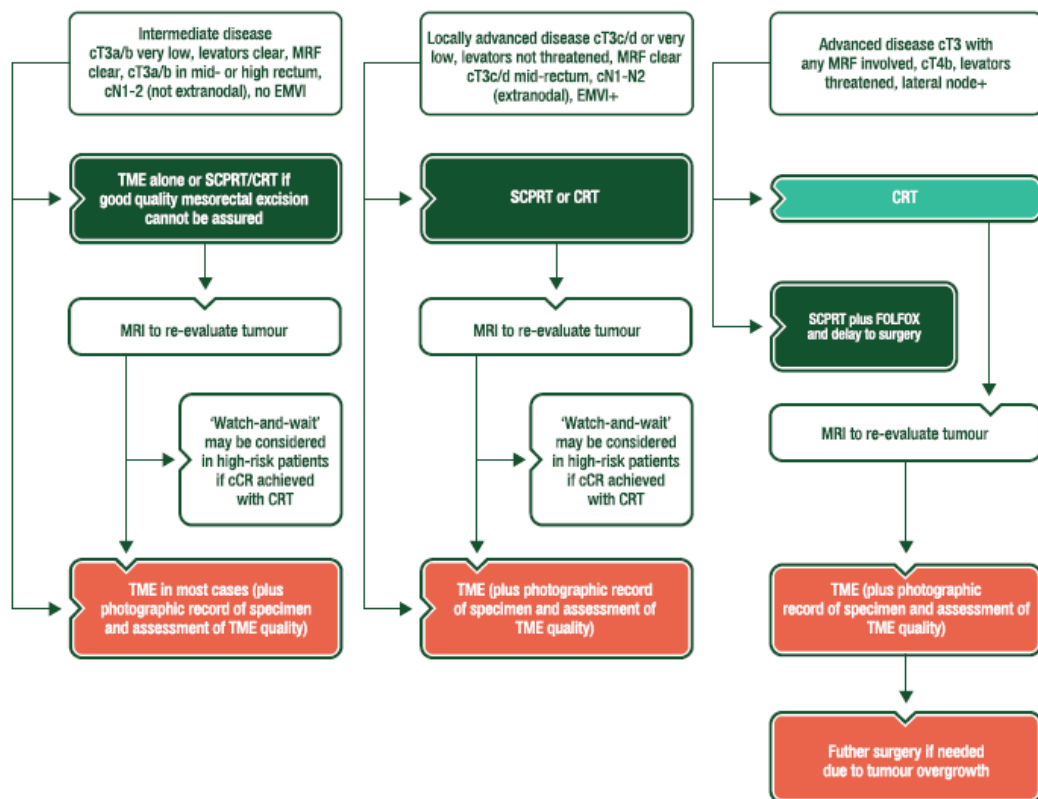 Intermediate disease
cT3a/b very low, levators clear, MRF
clear, cT3a/b in mid- or high rectum,
cN1-2 (not extranodal), no EMVI
TME alone or SCPRT/CRT if
good quality mesorectal excision
cannot be assured
MRI to re-evaluate tumour
‘Watch-and-wait’
may be considered
in high-risk patients
if cCR achieved
with CRT
TME in most cases (plus
photographic record of specimen
and assessment of TME quality)
Locally advanced disease cT3c/d or very
low, levators not threatened, MRF clear
cT3c/d mid-rectum, cN1-N2
(extranodal), EMVI+
SCPRT or CRT
MRI to re-evaluate tumour
‘Watch-and-wait’
may be considered
in high-risk patients
if cCR achieved
with CRT
TME (plus photographic record
of specimen and assessment of
TME quality)
Advanced disease cT3 with
any MRF involved, cT4b, levators
threatened, lateral node+
CRT
SCPRT plus FOLFOX
and delay to surgery
MRI to re-evaluate tumour
TME (plus photographic
record of specimen and assessment of
TME quality)
Futher surgery if needed
due to tumour overgrowth